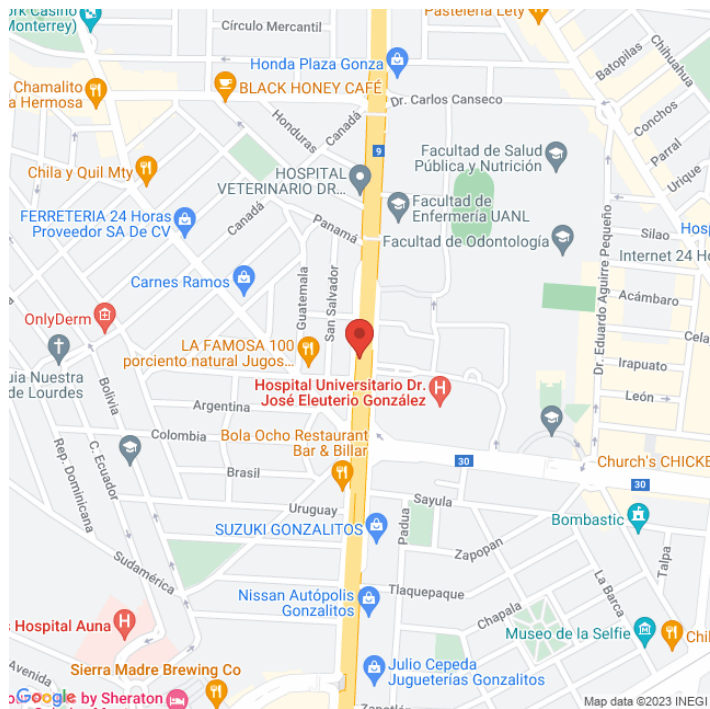 ork Casino
Monterrey)
Círculo Mercantil
Pastelería Lety
Honda Plaza Gonza
Chamalito
a Hermosa
BLACK HONEY CAFÉ
Batopilas
Chihuahua
Dr. Carlos Canseco
Canadá
Honduras
Conchos
9
Parral
Chila y Quil Mty
HOSPITAL
VETERINARIO DR...
Facultad de Salud
Pública y Nutrición
Urique
Facultad de
Enfermería UANL
FERRETERIA 24 Horas
Proveedor SA De CV
Canadá
Panamá
Facultad de Odontología
Silao
Hosp
Internet 24 Ho
Carnes Ramos
Guatemala
San Salvador
Dr. Eduardo Aguirre Pequeño
Acámbaro
OnlyDerm
LA FAMOSA 100
porciento natural Jugos...
uia Nuestra
de Lourdes
Irapuato
Hospital Universitario Dr.
José Eleuterio González
H
León
Bolivia
Argentina
Colombia
Bola Ocho Restaurant
Bar & Billar
30
Church's CHICKE
30
Rep. Dominicana
C. Ecuador
Brasil
Uruguay
Sayula
Bombastic
SUZUKI GONZALITOS
Padua
Zapopan
Talpa
Sudamérica
Nissan Autópolis
Gonzalitos
Tlaquepaque
La Barca
Chapala
s Hospital Auna
H
Museo de la Selfie
Chil
Avenida
Sierra Madre Brewing Co
Julio Cepeda
Jugueterías Gonzalitos
Google
e by Sheraton
Zapotlán
Map data ©2023 INEGI